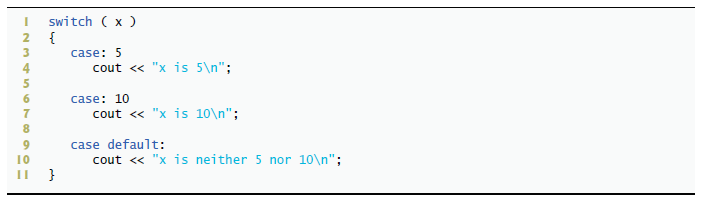 1 switch ( x )
2 {
3    case: 5
4       cout << "x is 5\n";
5
6    case: 10
7       cout << "x is 10\n";
8
9    case default:
10       cout << "x is neither 5 nor 10\n";
11 }